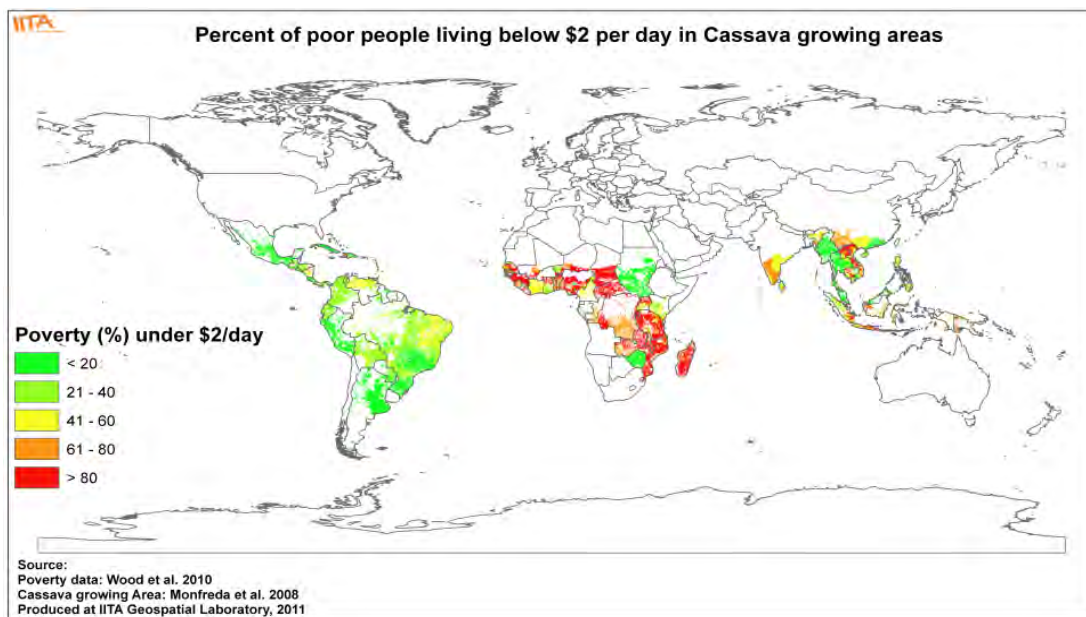 IITA
Percent of poor people living below $2 per day in Cassava growing areas
Poverty (%) under $2/day
< 20
21 - 40
41 - 60
61 - 80
> 80
Source:
Poverty data: Wood et al. 2010
Cassava growing Area: Monfreda et al. 2008
Produced at IITA Geospatial Laboratory, 2011